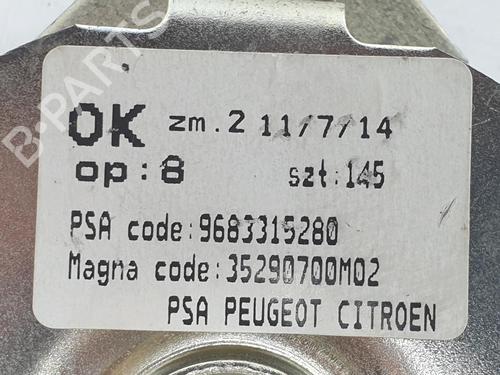 OK zm.2 11/7/14
op:8 szt:145
PSA code:9683315280
Magna code:35290700M02
PSA PEUGEOT CITROEN
B-PARTS